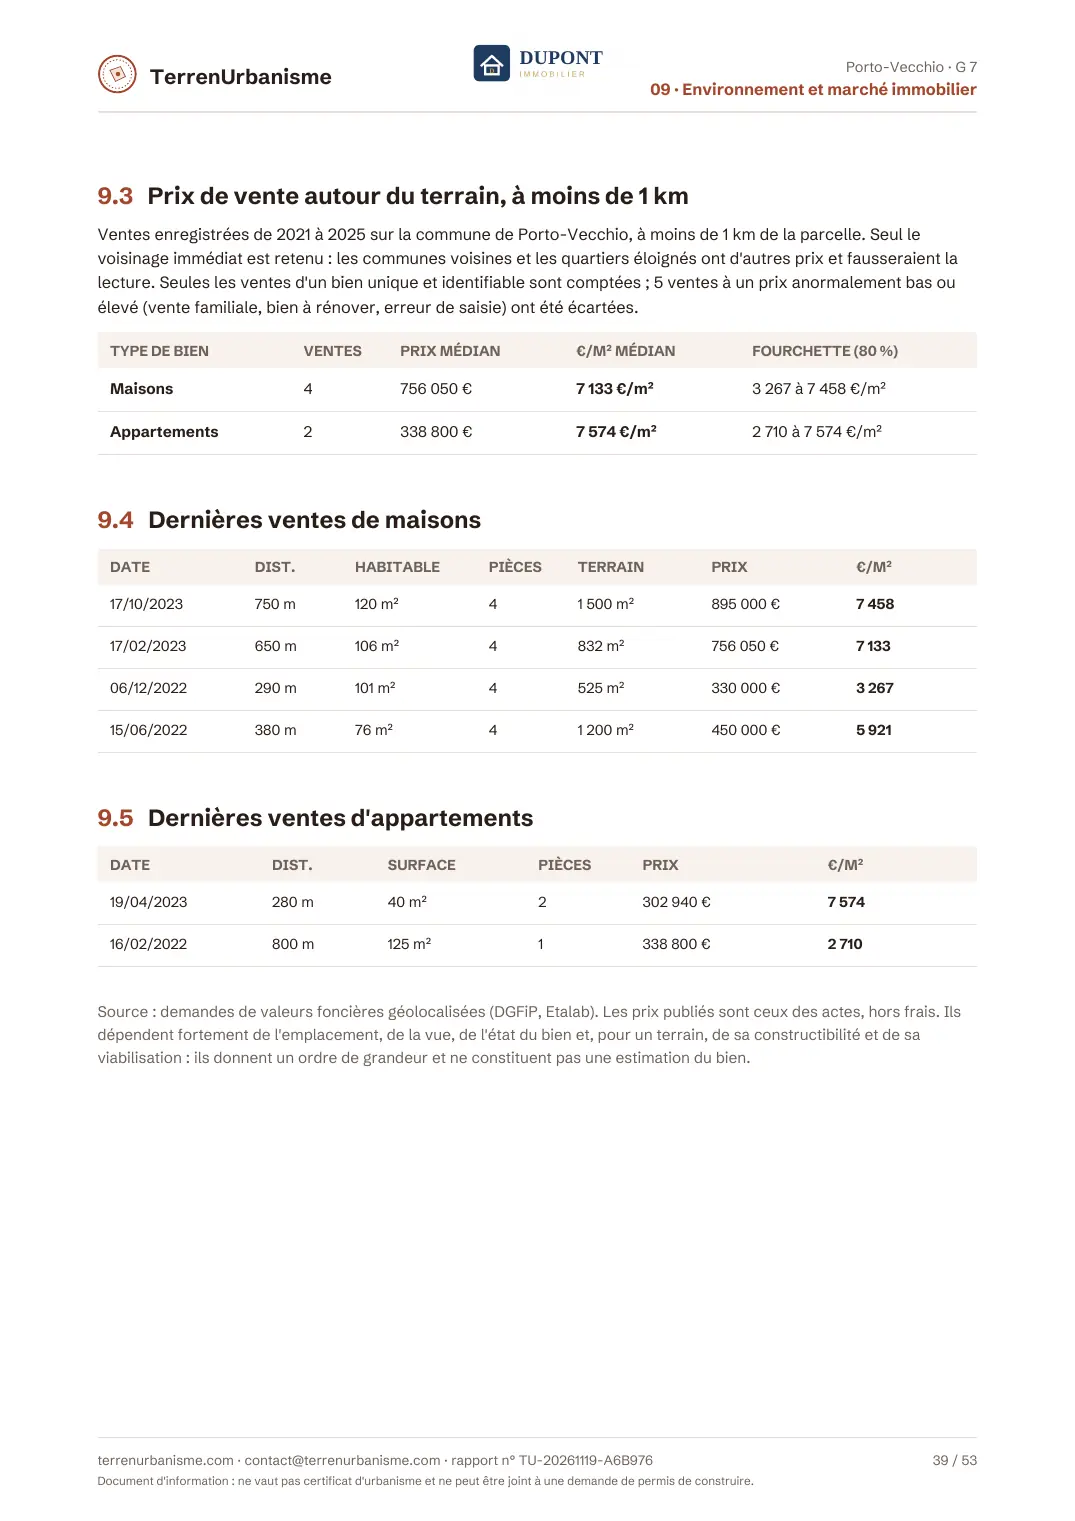 TerrenUrbanisme
DUPONT
IMMOBILIER
Porto-Vecchio · G 7
09 · Environnement et marché immobilier
9.3 Prix de vente autour du terrain, à moins de 1 km
Ventes enregistrées de 2021 à 2025 sur la commune de Porto-Vecchio, à moins de 1 km de la parcelle. Seul le
voisinage immédiat est retenu : les communes voisines et les quartiers éloignés ont d'autres prix et fausseraient la
lecture. Seules les ventes d'un bien unique et identifiable sont comptées ; 5 ventes à un prix anormalement bas ou
élevé (vente familiale, bien à rénover, erreur de saisie) ont été écartées.
TYPE DE BIEN VENTES PRIX MÉDIAN €/M² MÉDIAN FOURCHETTE (80 %)
Maisons 4 756 050 € 7 133 €/m² 3 267 à 7 458 €/m²
Appartements 2 338 800 € 7 574 €/m² 2 710 à 7 574 €/m²
9.4 Dernières ventes de maisons
DATE DIST. HABITABLE PIÈCES TERRAIN PRIX €/M²
17/10/2023 750 m 120 m² 4 1 500 m² 895 000 € 7 458
17/02/2023 650 m 106 m² 4 832 m² 756 050 € 7 133
06/12/2022 290 m 101 m² 4 525 m² 330 000 € 3 267
15/06/2022 380 m 76 m² 4 1 200 m² 450 000 € 5 921
9.5 Dernières ventes d'appartements
DATE DIST. SURFACE PIÈCES PRIX €/M²
19/04/2023 280 m 40 m² 2 302 940 € 7 574
16/02/2022 800 m 125 m² 1 338 800 € 2 710
Source : demandes de valeurs foncières géolocalisées (DGFiP, Etalab). Les prix publiés sont ceux des actes, hors frais. Ils
dépendent fortement de l'emplacement, de la vue, de l'état du bien et, pour un terrain, de sa constructibilité et de sa
viabilisation : ils donnent un ordre de grandeur et ne constituent pas une estimation du bien.
terrenurbanisme.com · contact@terrenurbanisme.com · rapport n° TU-20261119-A6B976
39 / 53
Document d'information : ne vaut pas certificat d'urbanisme et ne peut être joint à une demande de permis de construire.